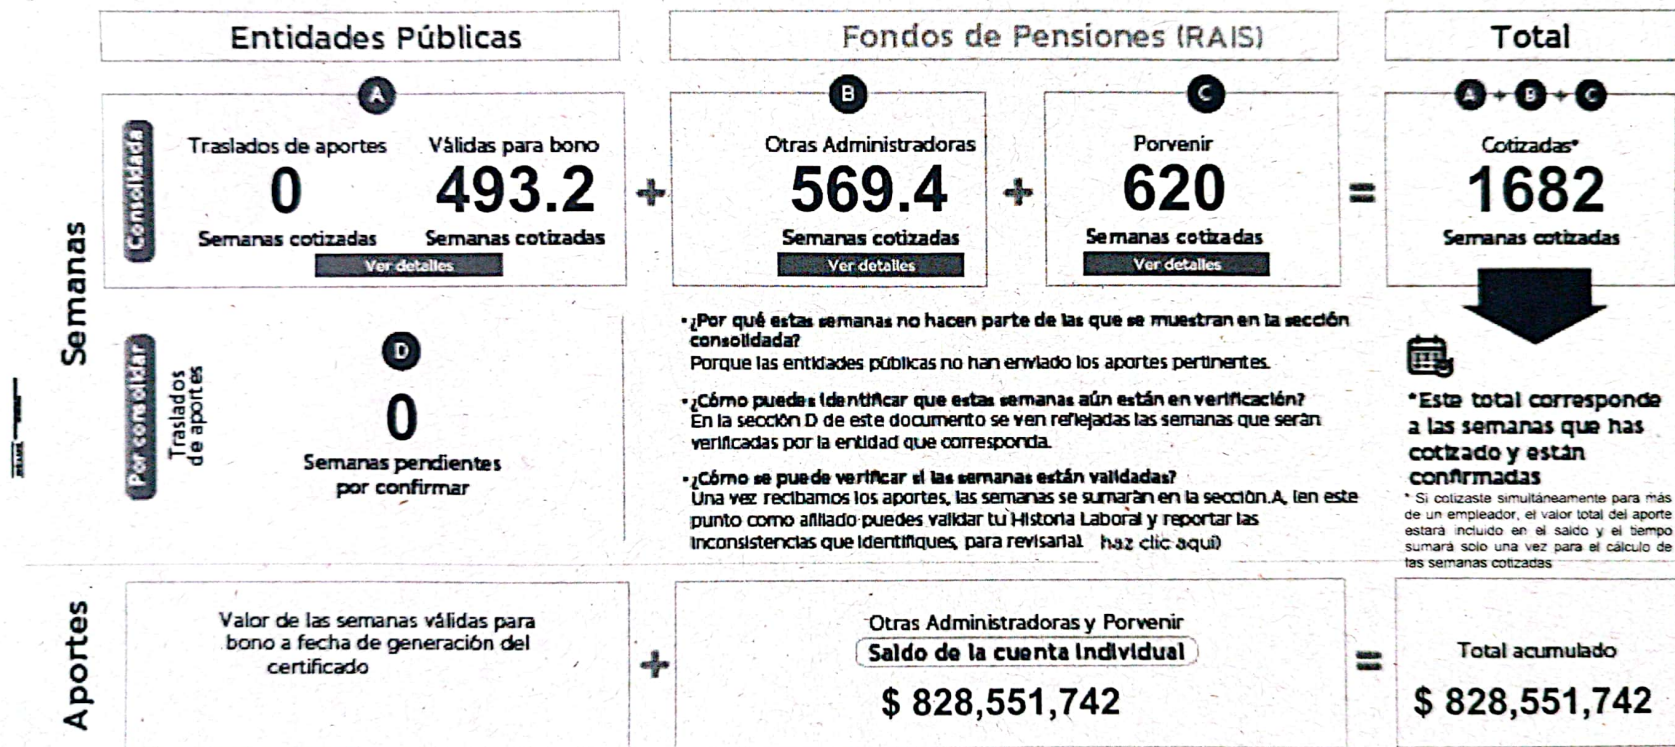 Entidades Públicas
Fondos de Pensiones (RAIS)
Total
Semanas
Consolidada
A
Traslados de aportes
0
Semanas cotizadas
Válidas para bono
493.2
Semanas cotizadas
Ver detalles
+
B
Otras Administradoras
569.4
Semanas cotizadas
Ver detalles
+
C
Porvenir
620
Semanas cotizadas
Ver detalles
=
A + B + C
Cotizadas*
1682
Semanas cotizadas
Por consolidar
Traslados
de aportes
D
0
Semanas pendientes
por confirmar
• ¿Por qué estas semanas no hacen parte de las que se muestran en la sección
consolidada?
Porque las entidades públicas no han enviado los aportes pertinentes.
• ¿Cómo puedes identificar que estas semanas aún están en verificación?
En la sección D de este documento se ven reflejadas las semanas que serán
verificadas por la entidad que corresponda.
• ¿Cómo se puede verificar si las semanas están validadas?
Una vez recibamos los aportes, las semanas se sumarán en la sección A, (en este
punto como afiliado puedes validar tu Historia Laboral y reportar las
inconsistencias que identifiques, para revisarla haz clic aquí)
*Este total corresponde
a las semanas que has
cotizado y están
confirmadas
* Si cotizaste simultáneamente para más
de un empleador, el valor total del aporte
estará incluido en el saldo y el tiempo
sumará solo una vez para el cálculo de
las semanas cotizadas
Aportes
Valor de las semanas válidas para
bono a fecha de generación del
certificado
+
Otras Administradoras y Porvenir
Saldo de la cuenta individual
$ 828,551,742
=
Total acumulado
$ 828,551,742